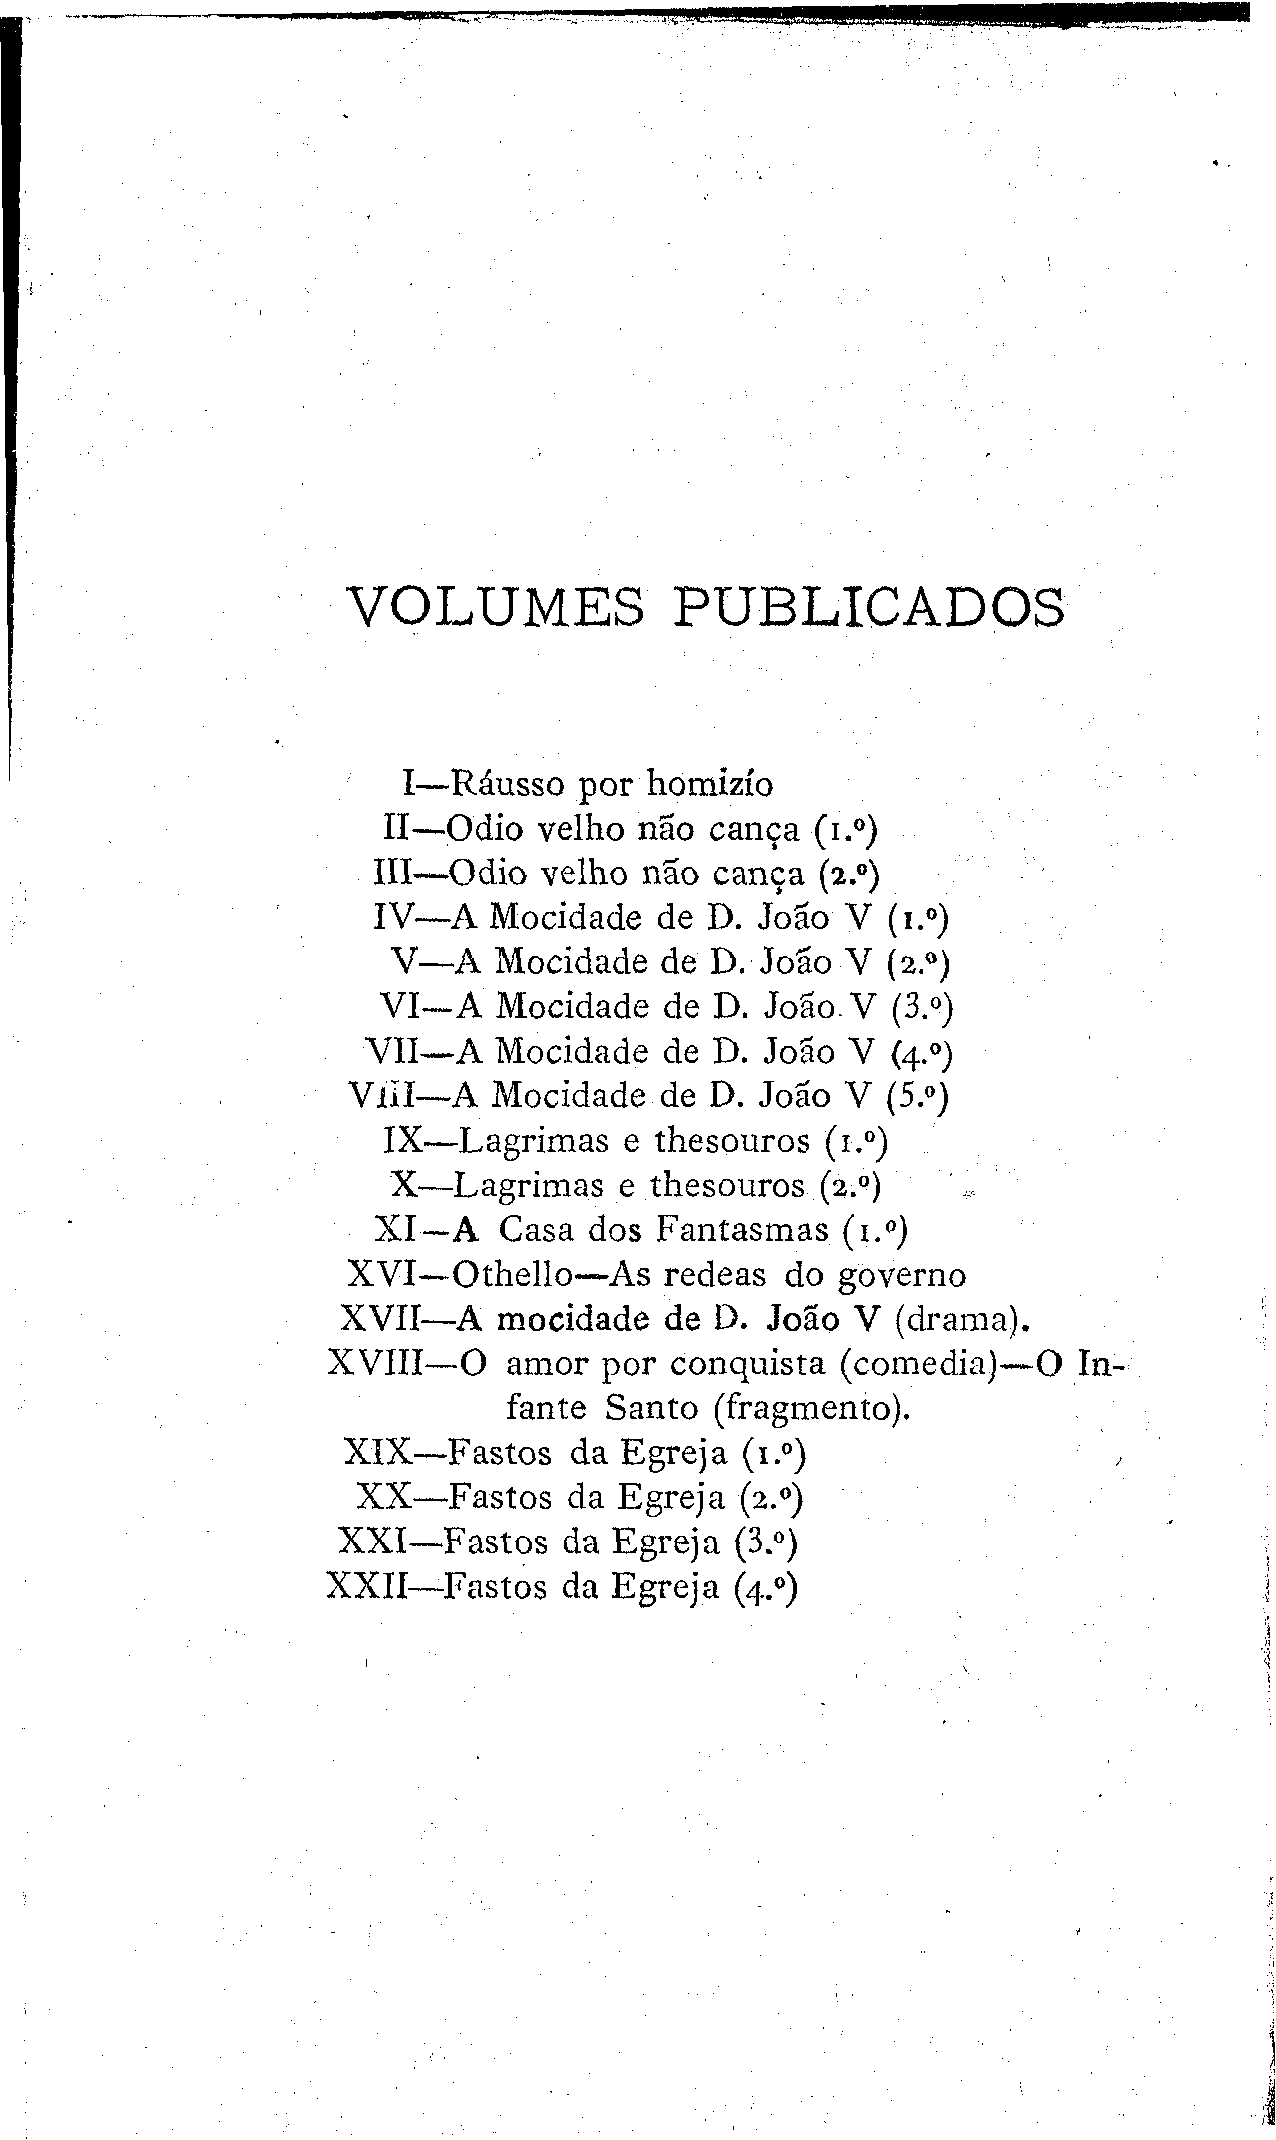 VOLUMES PUBLICADOS
I—Ráusso por homizío
II—Odio velho não cança (1.º)
III—Odio velho não cança (2.º)
IV—A Mocidade de D. João V (1.º)
V—A Mocidade de D. João V (2.º)
VI—A Mocidade de D. João V (3.º)
VII—A Mocidade de D. João V (4.º)
VIII—A Mocidade de D. João V (5.º)
IX—Lagrimas e thesouros (1.º)
X—Lagrimas e thesouros (2.º)
XI—A Casa dos Fantasmas (1.º)
XVI—Othello—As redeas do governo
XVII—A mocidade de D. João V (drama).
XVIII—O amor por conquista (comedia)—O In-
fante Santo (fragmento).
XIX—Fastos da Egreja (1.º)
XX—Fastos da Egreja (2.º)
XXI—Fastos da Egreja (3.º)
XXII—Fastos da Egreja (4.º)